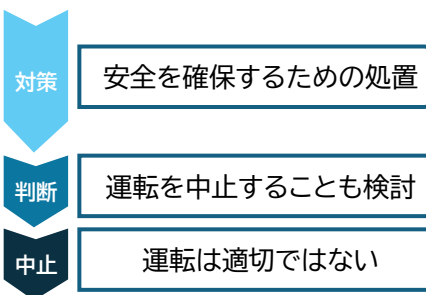 対策
安全を確保するための処置
判断
運転を中止することも検討
中止
運転は適切ではない